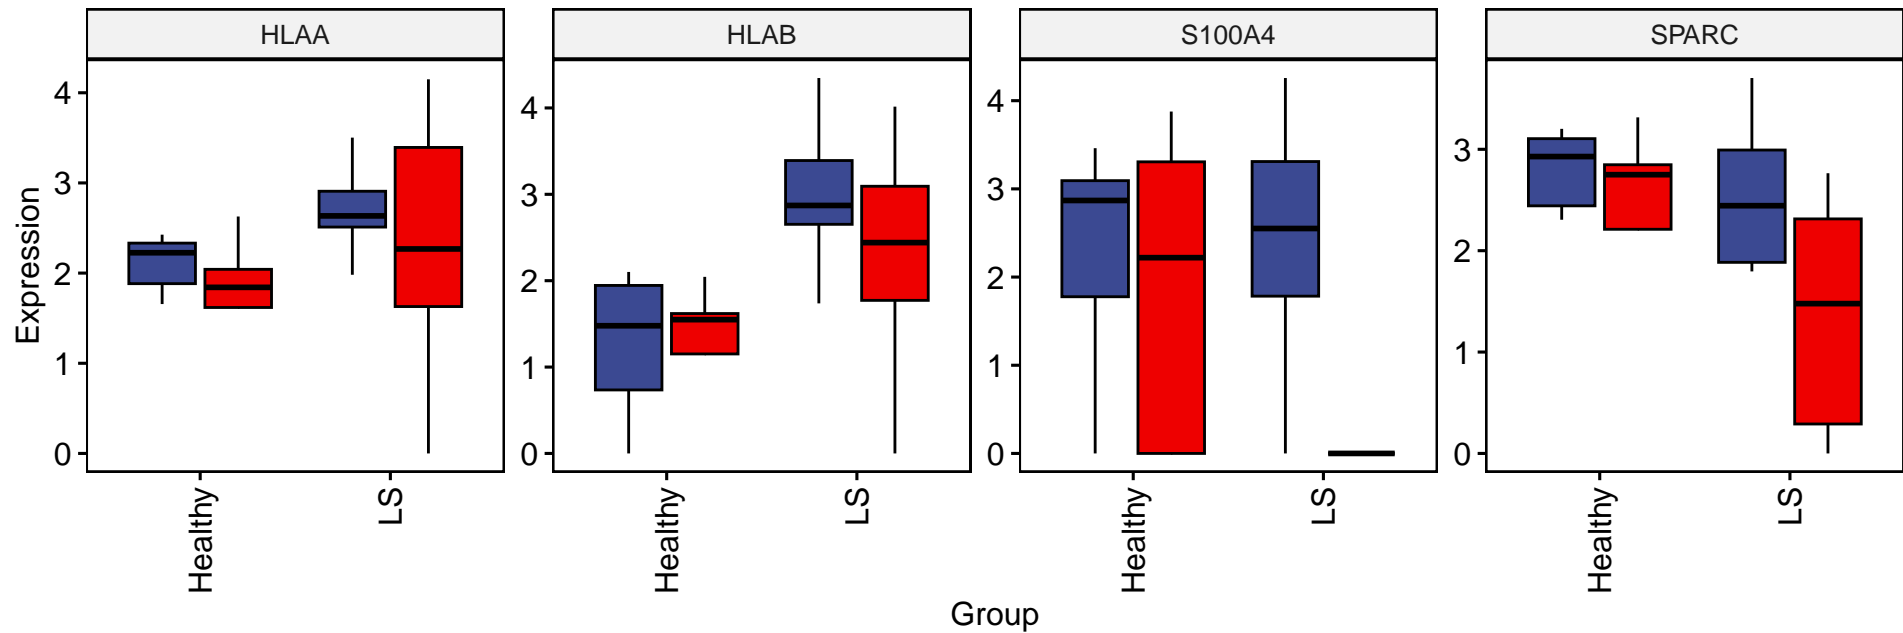 HLAA
HLAB
S100A4
SPARC
Expression
4
3
2
1
0
4
3
2
1
0
4
3
2
1
0
3
2
1
0
Healthy
LS
Healthy
LS
Healthy
LS
Healthy
LS
Group